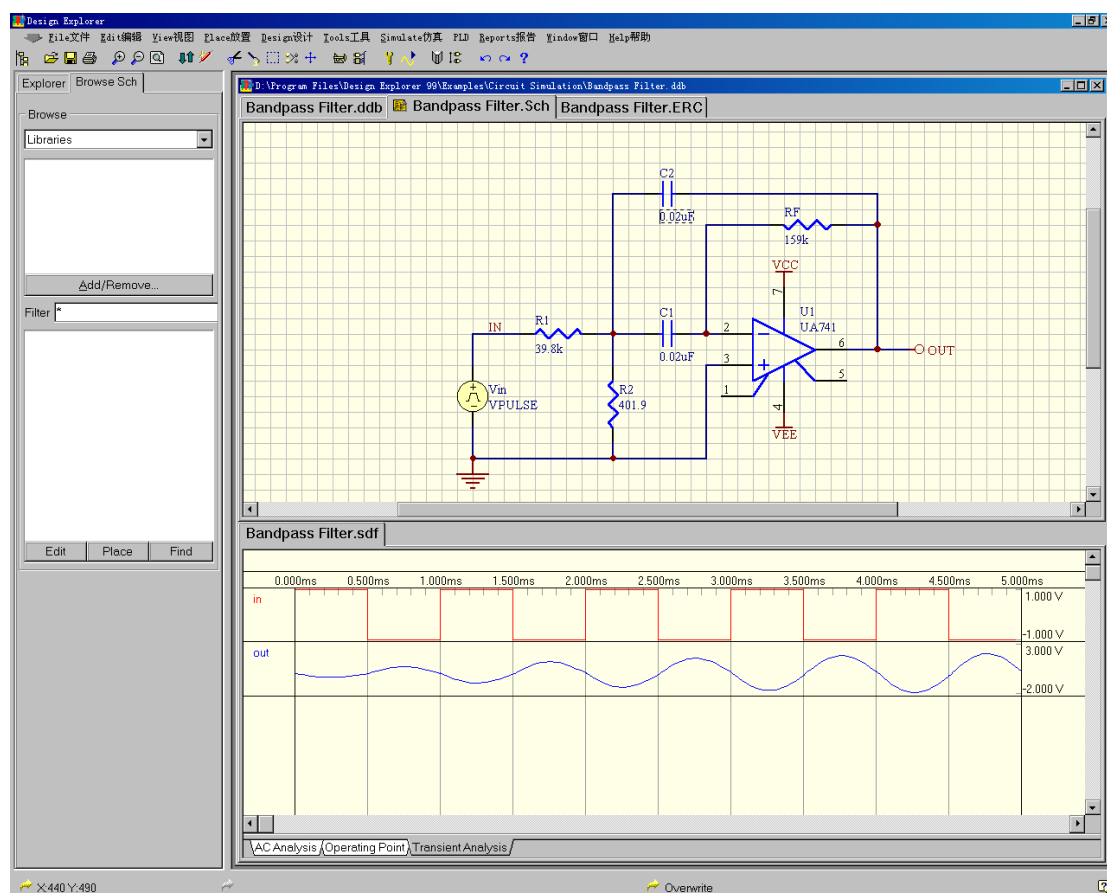 Design Explorer
File文件 Edit编辑 View视图 Place放置 Design设计 Tools工具 Simulate仿真 PLD Reports报告 Window窗口 Help帮助
Explorer Browse Sch
Browse
Libraries
Add/Remove...
Filter *
Edit Place Find
D:\Program Files\Design Explorer 99\Examples\Circuit Simulation\Bandpass Filter.ddb
Bandpass Filter.ddb Bandpass Filter.Sch Bandpass Filter.ERC
C2
0.02uF
RF
159k
VCC
7
U1
UA741
R1
IN
39.8k
C1
0.02uF
2
3
6
OUT
5
1
4
VEE
Vin
VPULSE
R2
401.9
Bandpass Filter.sdf
0.000ms 0.500ms 1.000ms 1.500ms 2.000ms 2.500ms 3.000ms 3.500ms 4.000ms 4.500ms 5.000ms
in
1.000 V
-1.000 V
out
3.000 V
-2.000 V
AC Analysis Operating Point Transient Analysis
X:440 Y:490
Overwrite